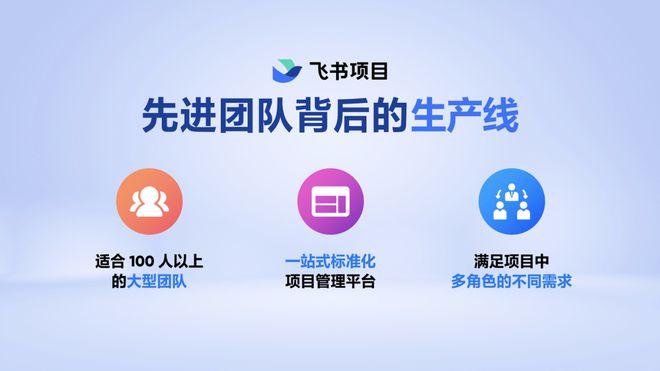 飞书项目
先进团队背后的生产线
适合 100 人以上
的大型团队
一站式标准化
项目管理平台
满足项目中
多角色的不同需求